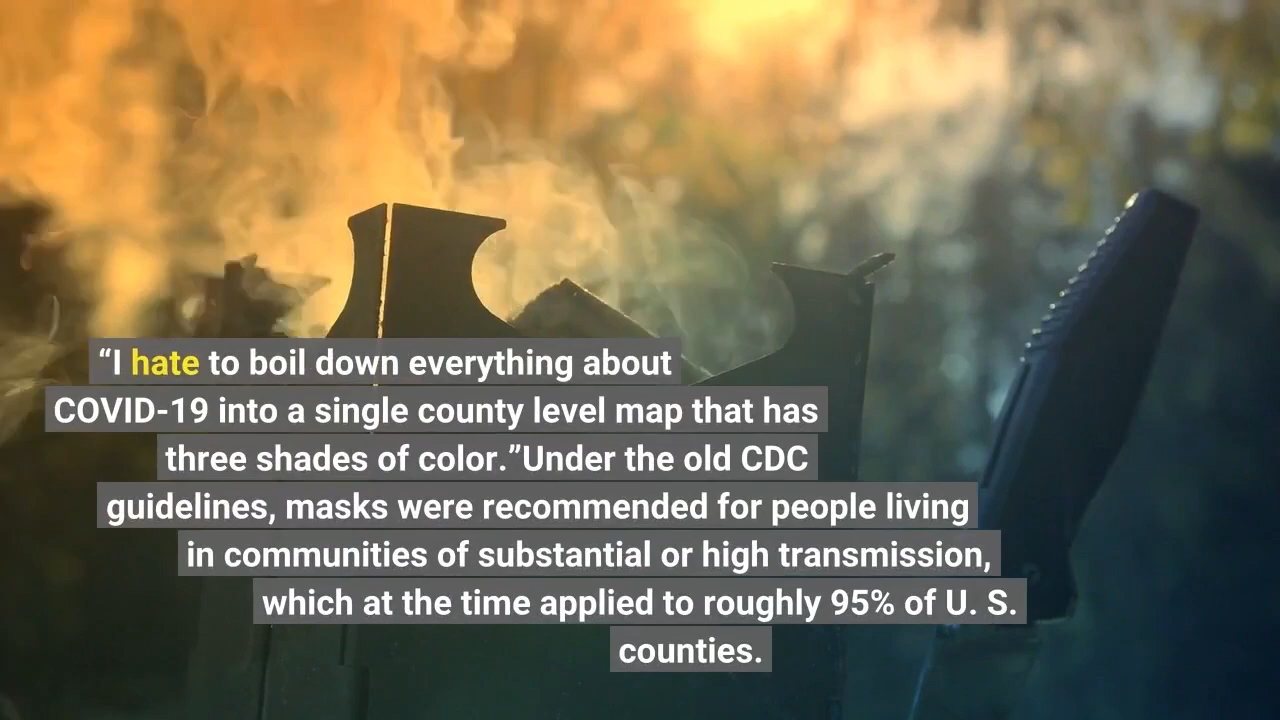 “I hate to boil down everything about
COVID-19 into a single county level map that has
three shades of color.”Under the old CDC
guidelines, masks were recommended for people living
in communities of substantial or high transmission,
which at the time applied to roughly 95% of U. S.
counties.